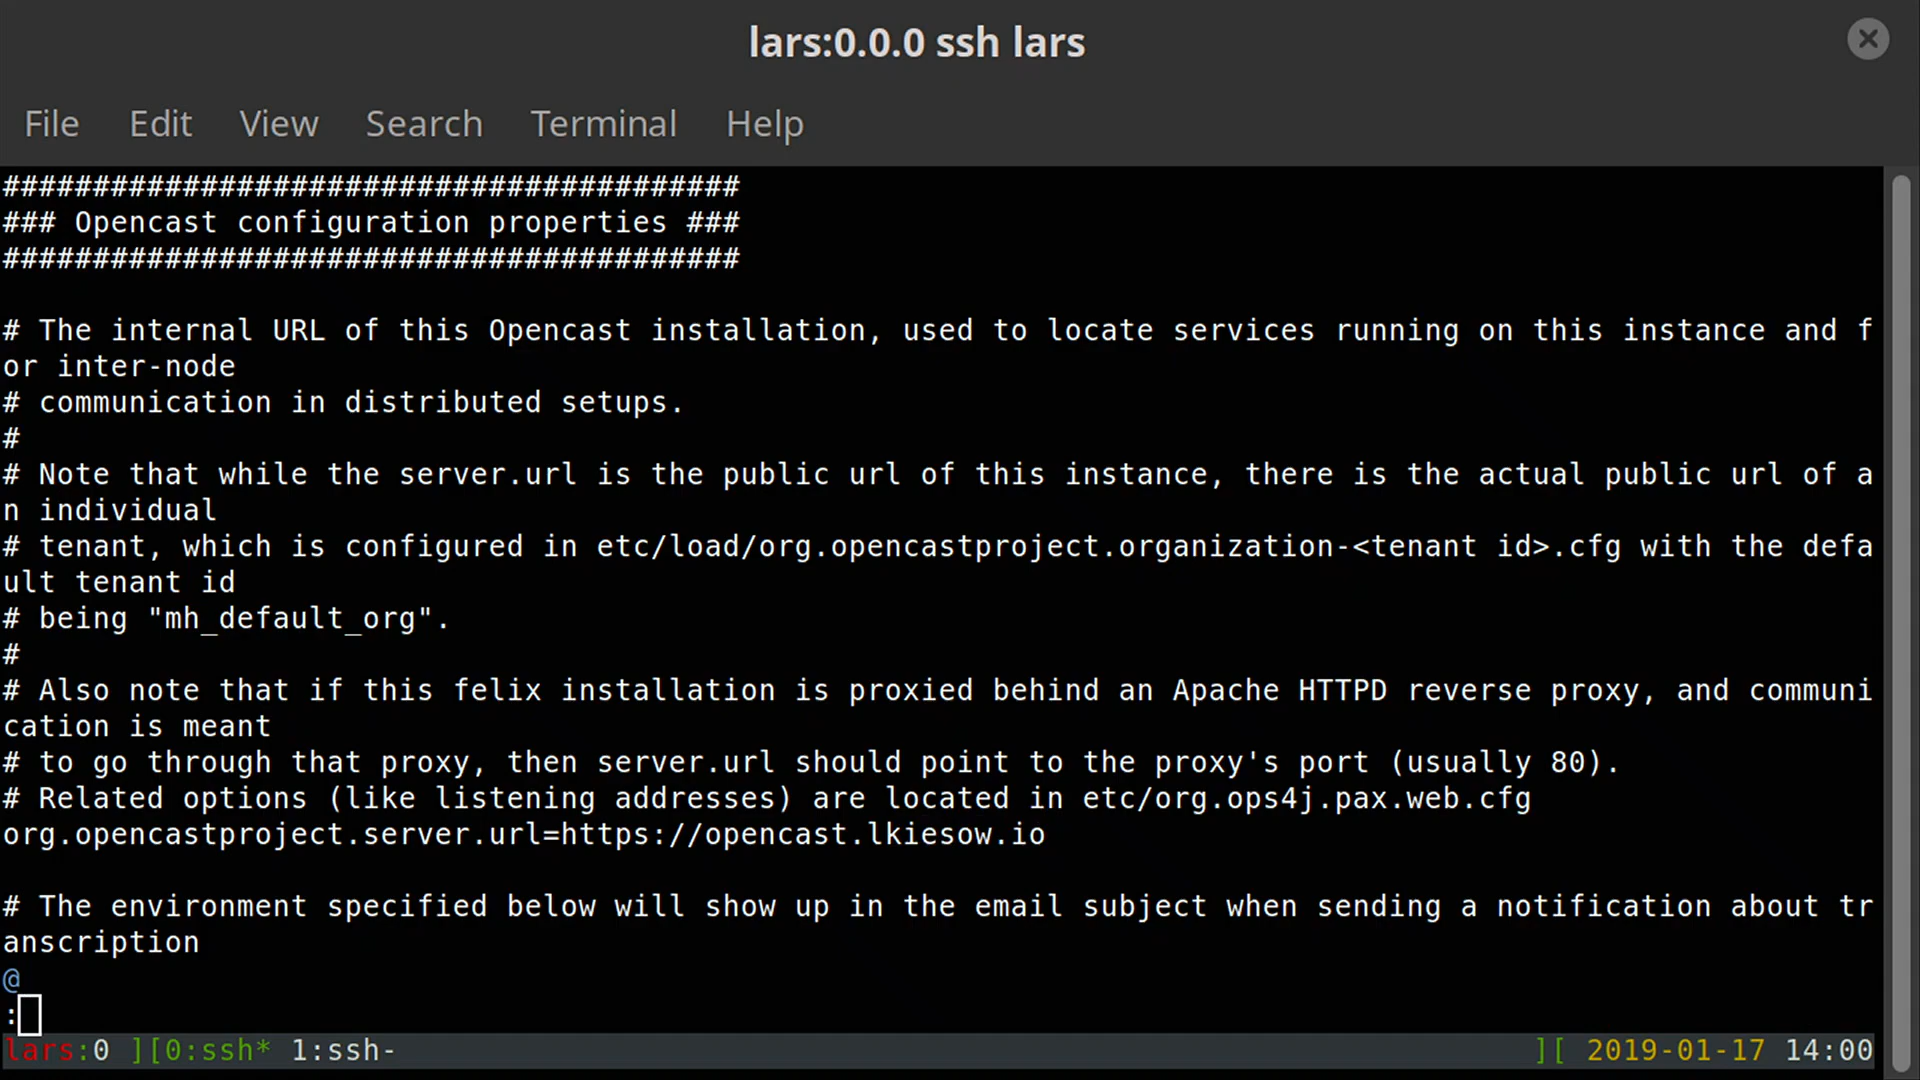 lars:0.0.0 ssh lars
File Edit View Search Terminal Help
#########################################
### Opencast configuration properties ###
#########################################
# The internal URL of this Opencast installation, used to locate services running on this instance and f
or inter-node
# communication in distributed setups.
#
# Note that while the server.url is the public url of this instance, there is the actual public url of a
n individual
# tenant, which is configured in etc/load/org.opencastproject.organization-<tenant id>.cfg with the defa
ult tenant id
# being "mh_default_org".
#
# Also note that if this felix installation is proxied behind an Apache HTTPD reverse proxy, and communi
cation is meant
# to go through that proxy, then server.url should point to the proxy's port (usually 80).
# Related options (like listening addresses) are located in etc/org.ops4j.pax.web.cfg
org.opencastproject.server.url=https://opencast.lkiesow.io
# The environment specified below will show up in the email subject when sending a notification about tr
anscription
@
:
lars:0 ][0:ssh* 1:ssh- ][ 2019-01-17 14:00